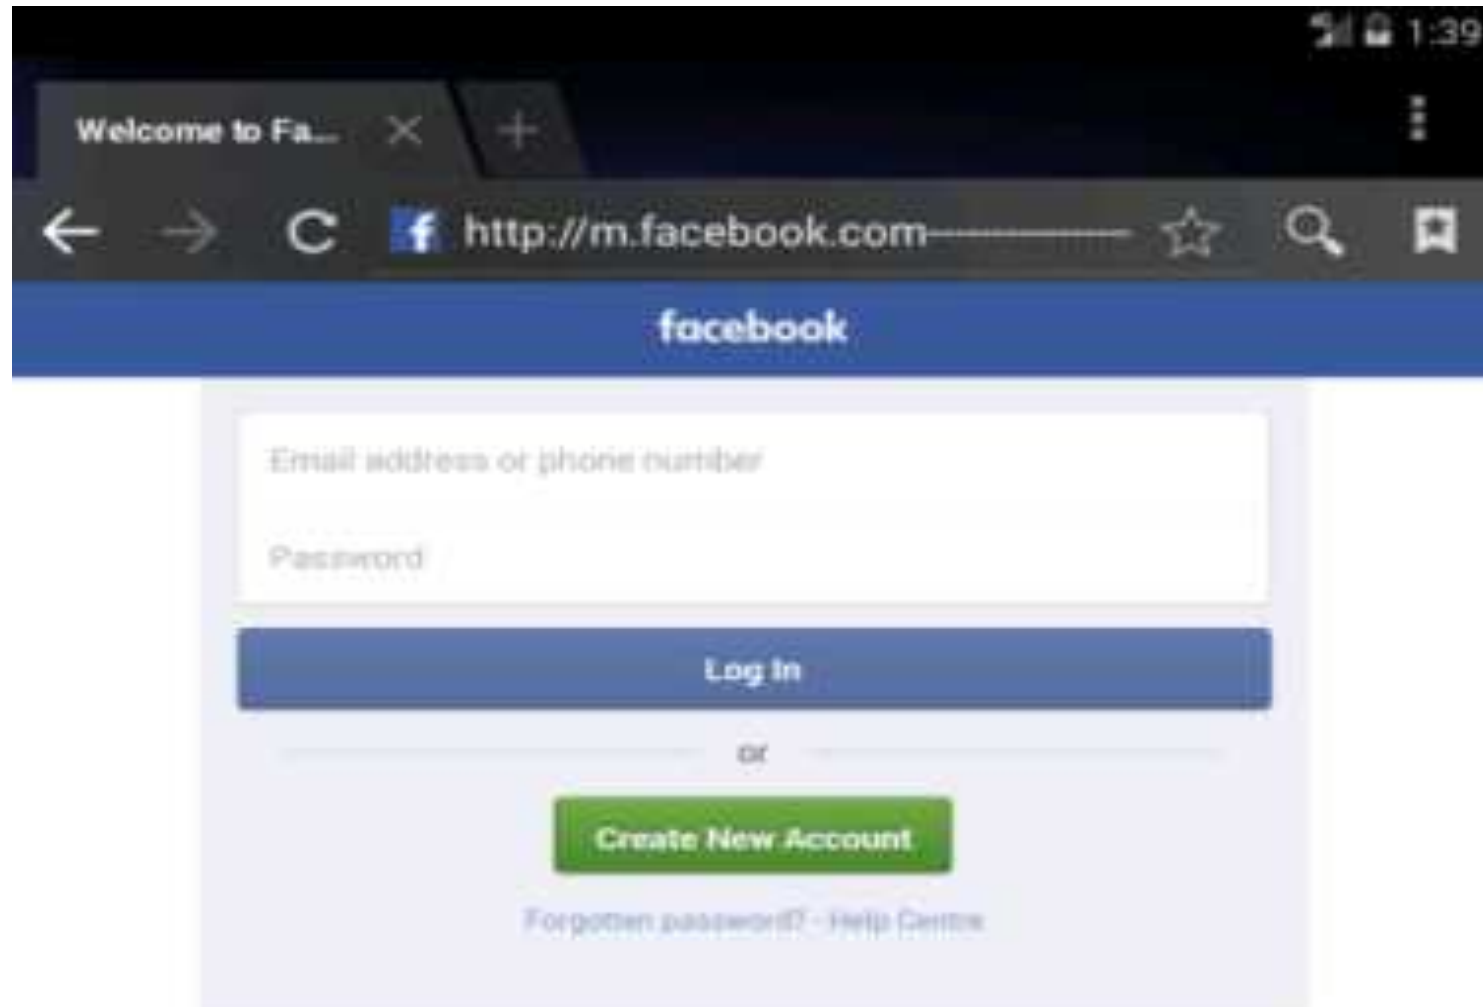 1:39
Welcome to Fa...
http://m.facebook.com----------------
facebook
Email address or phone number
Password
Log In
or
Create New Account
Forgotten password? · Help Centre